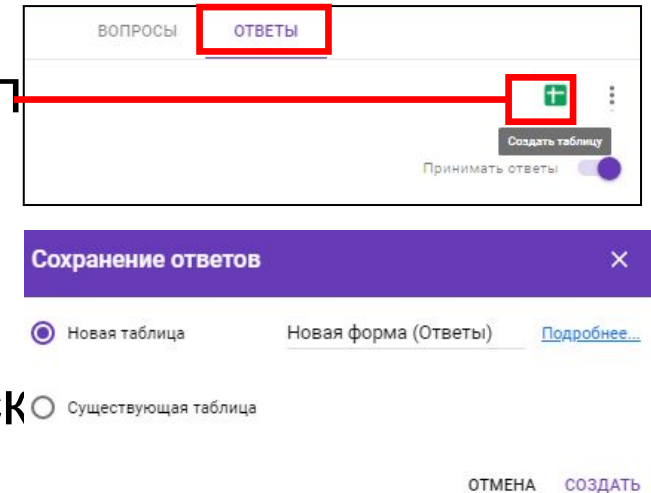 ВОПРОСЫ ОТВЕТЫ
Создать таблицу
Принимать ответы
Сохранение ответов
Новая таблица Новая форма (Ответы) Подробнее...
Существующая таблица
ОТМЕНА СОЗДАТЬ